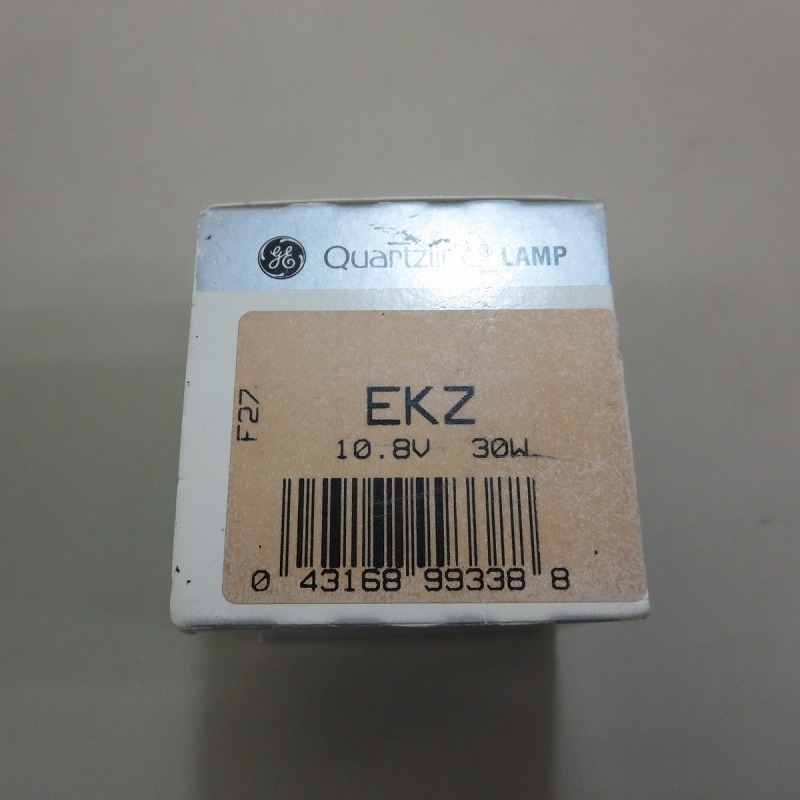 GE Quartzline® LAMP
F27
EKZ
10.8V 30W
0 43168 99338 8